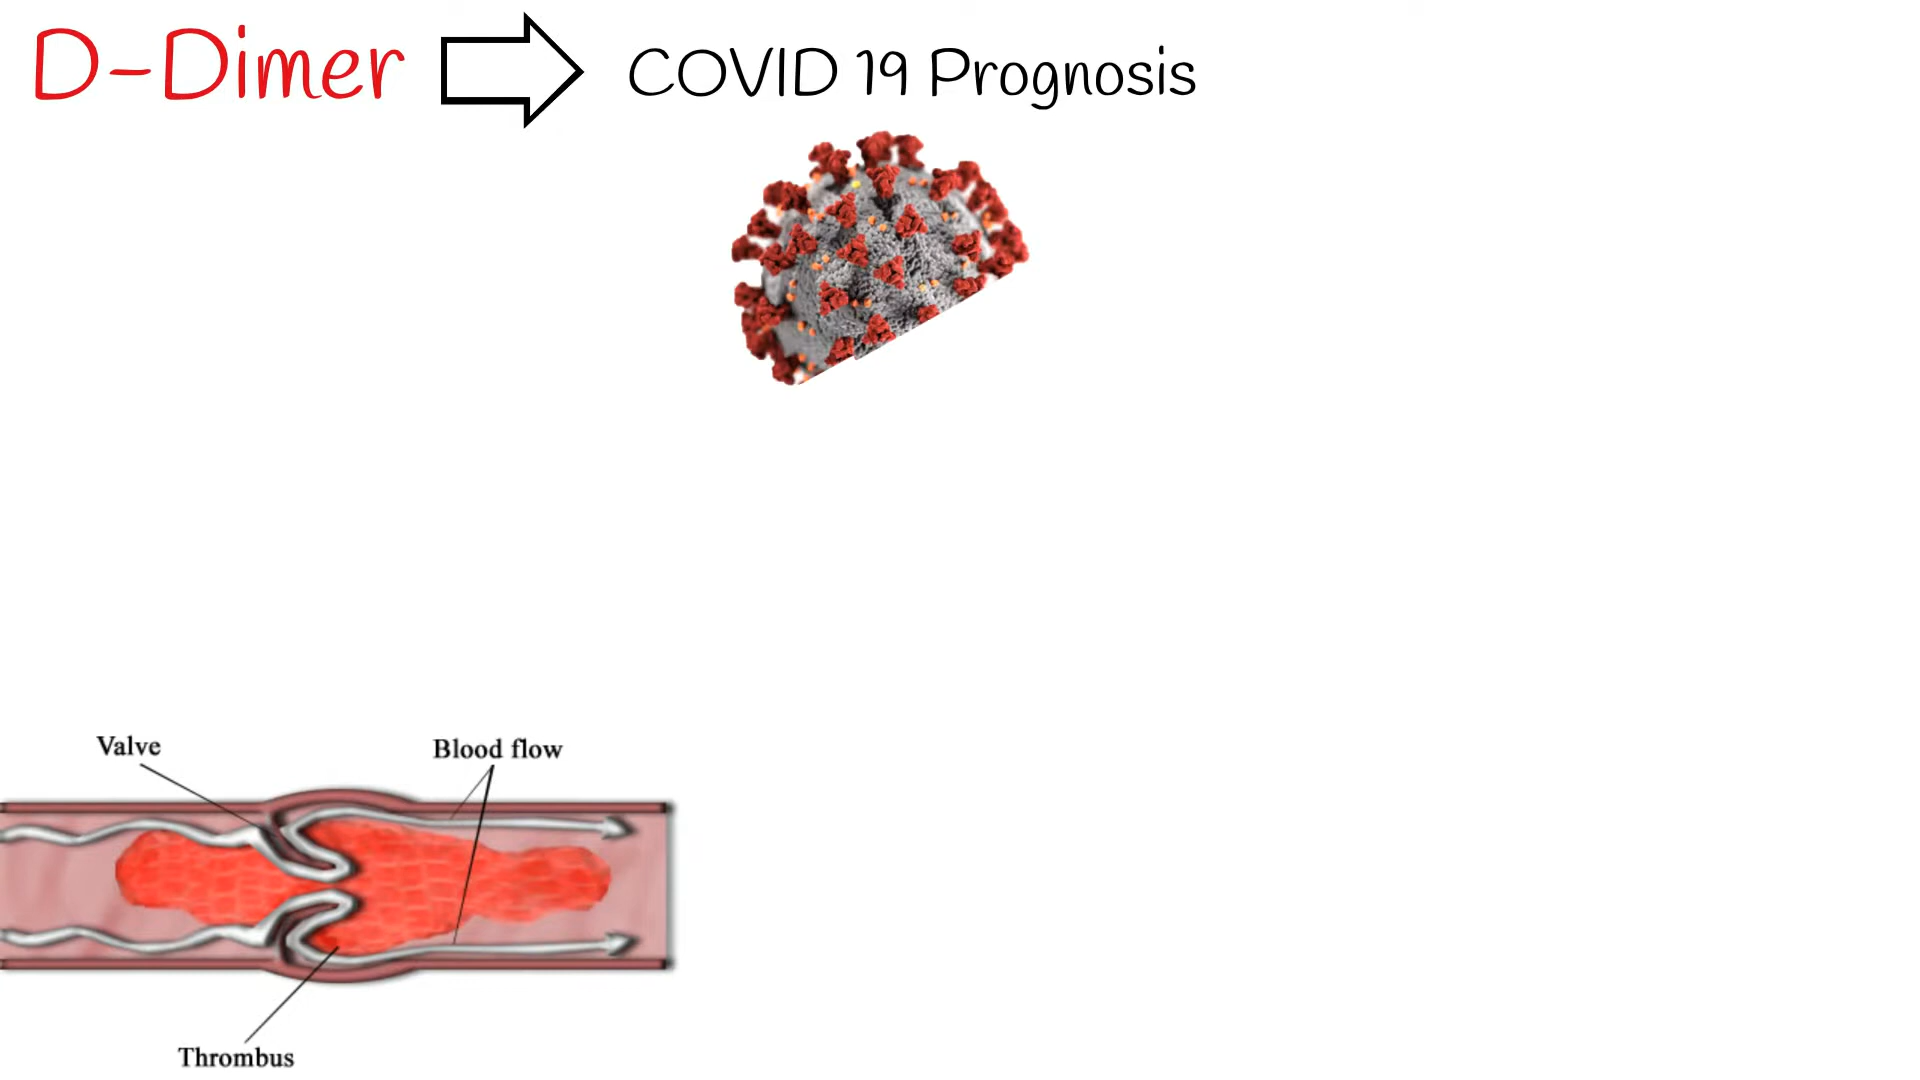 D-Dimer
COVID 19 Prognosis
Valve
Blood flow
Thrombus